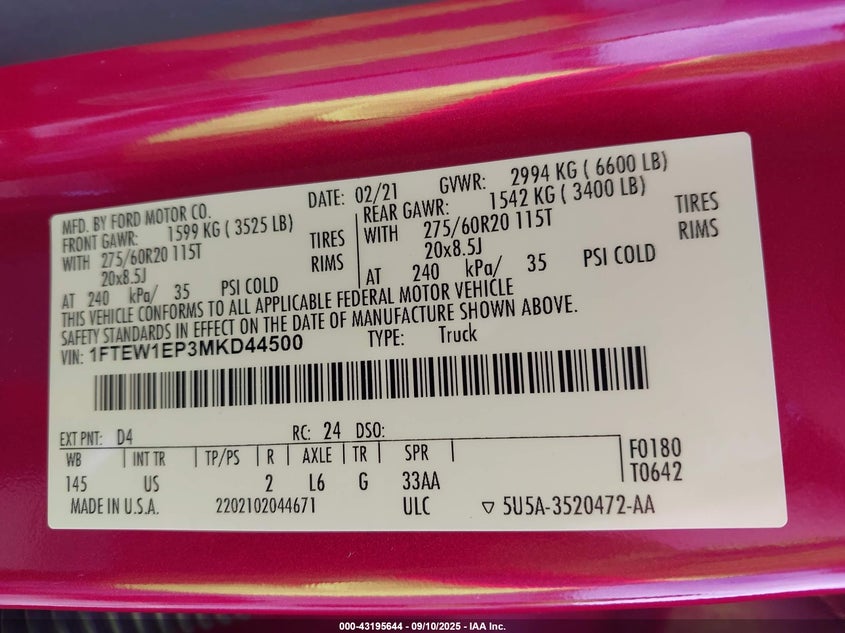 MFD. BY FORD MOTOR CO. DATE: 02/21 GVWR: 2994 KG ( 6600 LB)
FRONT GAWR: 1599 KG ( 3525 LB) REAR GAWR: 1542 KG ( 3400 LB)
WITH 275/60R20 115T TIRES WITH 275/60R20 115T TIRES
20x8.5J RIMS 20x8.5J RIMS
AT 240 kPa/ 35 PSI COLD AT 240 kPa/ 35 PSI COLD
THIS VEHICLE CONFORMS TO ALL APPLICABLE FEDERAL MOTOR VEHICLE
SAFETY STANDARDS IN EFFECT ON THE DATE OF MANUFACTURE SHOWN ABOVE.
VIN: 1FTEW1EP3MKD44500 TYPE: Truck
EXT PNT: D4 RC: 24 DSO:
WB INT TR TP/PS R AXLE TR SPR F0180
145 US 2 L6 G 33AA T0642
MADE IN U.S.A. 2202102044671 ULC ▽ 5U5A-3520472-AA
000-43195644 - 09/10/2025 - IAA Inc.